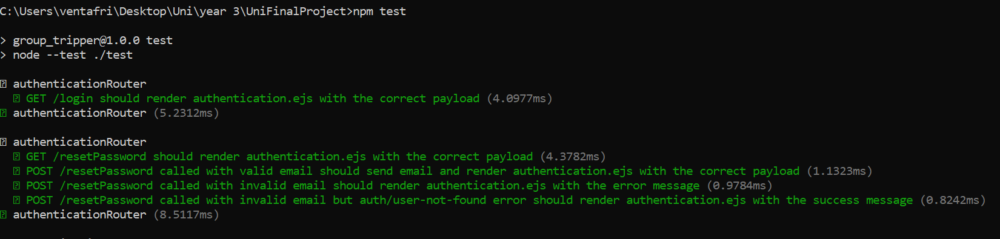 C:\Users\ventafri\Desktop\Uni\year 3\UniFinalProject>npm test
> group_tripper@1.0.0 test
> node --test ./test
authenticationRouter
GET /login should render authentication.ejs with the correct payload (4.0977ms)
authenticationRouter (5.2312ms)
authenticationRouter
GET /resetPassword should render authentication.ejs with the correct payload (4.3782ms)
POST /resetPassword called with valid email should send email and render authentication.ejs with the correct payload (1.1323ms)
POST /resetPassword called with invalid email should render authentication.ejs with the error message (0.9784ms)
POST /resetPassword called with invalid email but auth/user-not-found error should render authentication.ejs with the success message (0.8242ms)
authenticationRouter (8.5117ms)